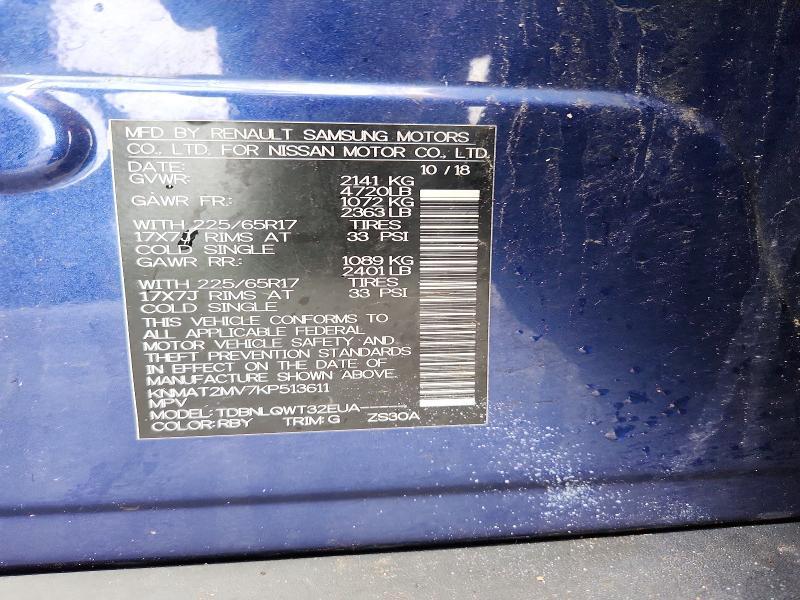 MFD BY RENAULT SAMSUNG MOTORS
CO., LTD. FOR NISSAN MOTOR CO., LTD.
DATE: 10 / 18
GVWR: 2141 KG
4720LB
GAWR FR: 1072 KG
2363 LB
WITH 225/65R17 TIRES
17X7J RIMS AT 33 PSI
COLD SINGLE
GAWR RR: 1089 KG
2401 LB
WITH 225/65R17 TIRES
17X7J RIMS AT 33 PSI
COLD SINGLE
THIS VEHICLE CONFORMS TO
ALL APPLICABLE FEDERAL
MOTOR VEHICLE SAFETY AND
THEFT PREVENTION STANDARDS
IN EFFECT ON THE DATE OF
MANUFACTURE SHOWN ABOVE.
KNMAT2MV7KP513611
MPV
MODEL: TDBNLQWT32EUA-----
COLOR:RBY TRIM:G ZS30A